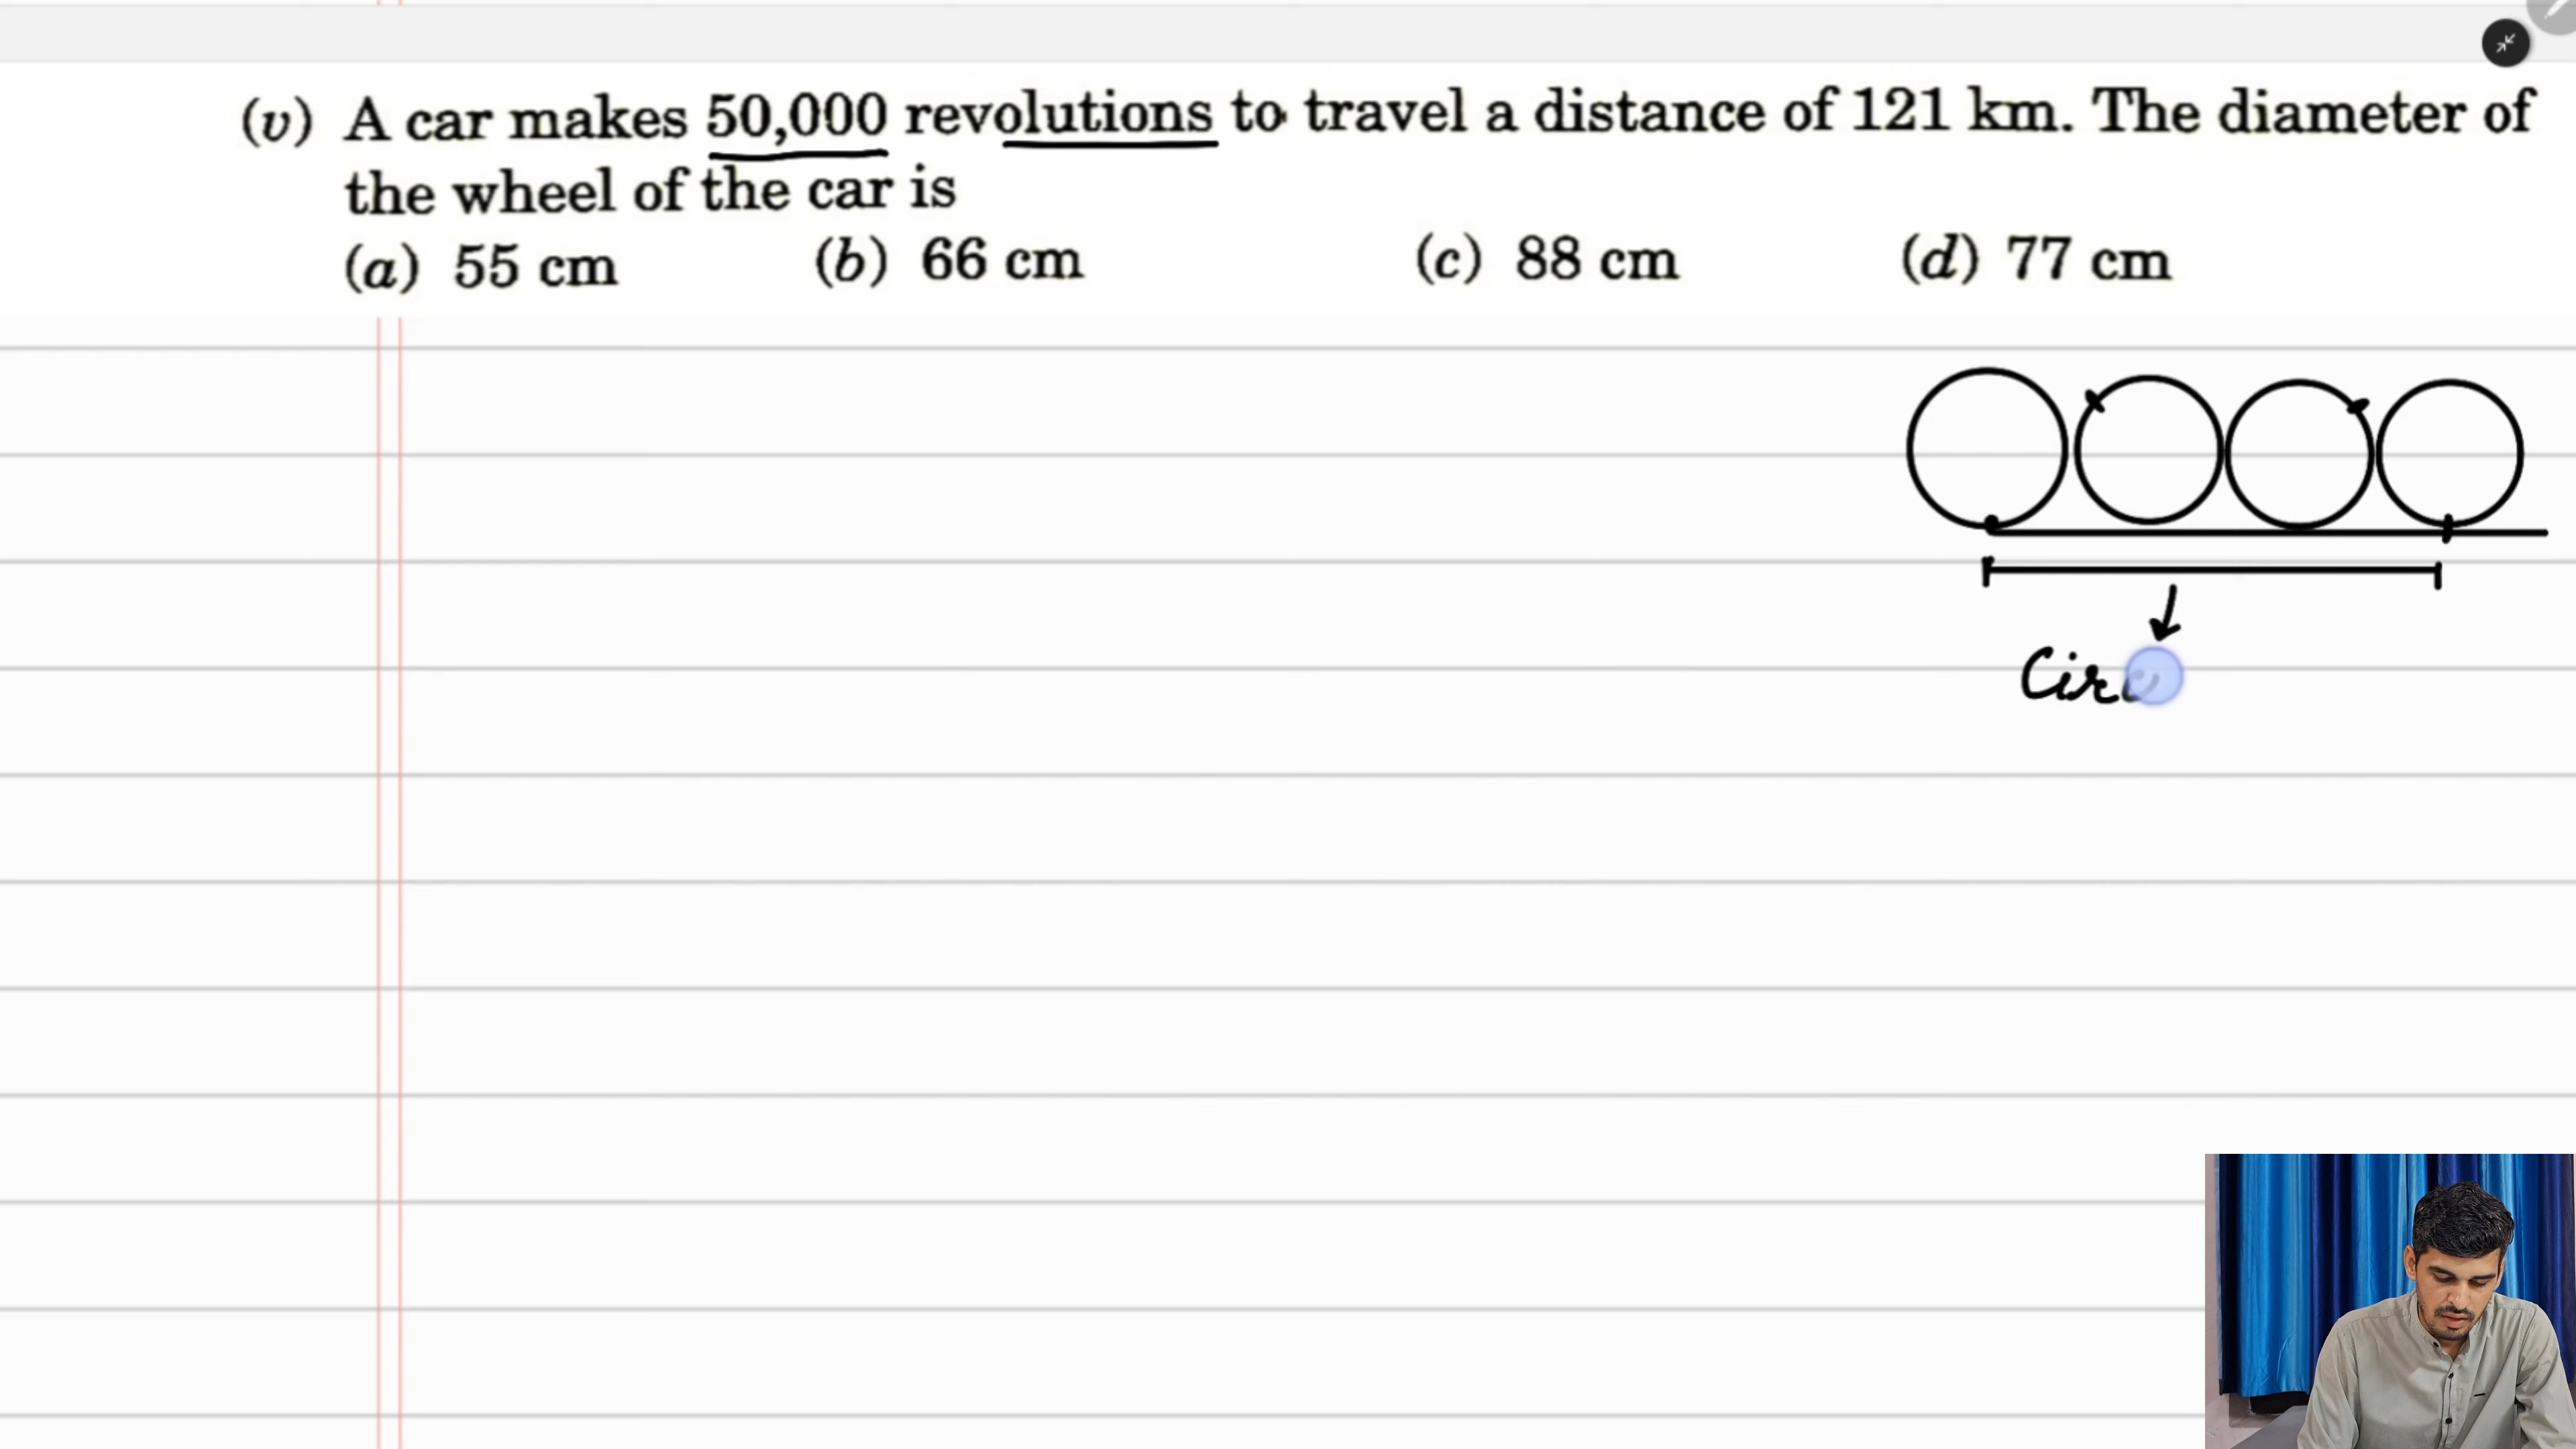 (v) A car makes 50,000 revolutions to travel a distance of 121 km. The diameter of
the wheel of the car is
(a) 55 cm (b) 66 cm (c) 88 cm (d) 77 cm
Circ